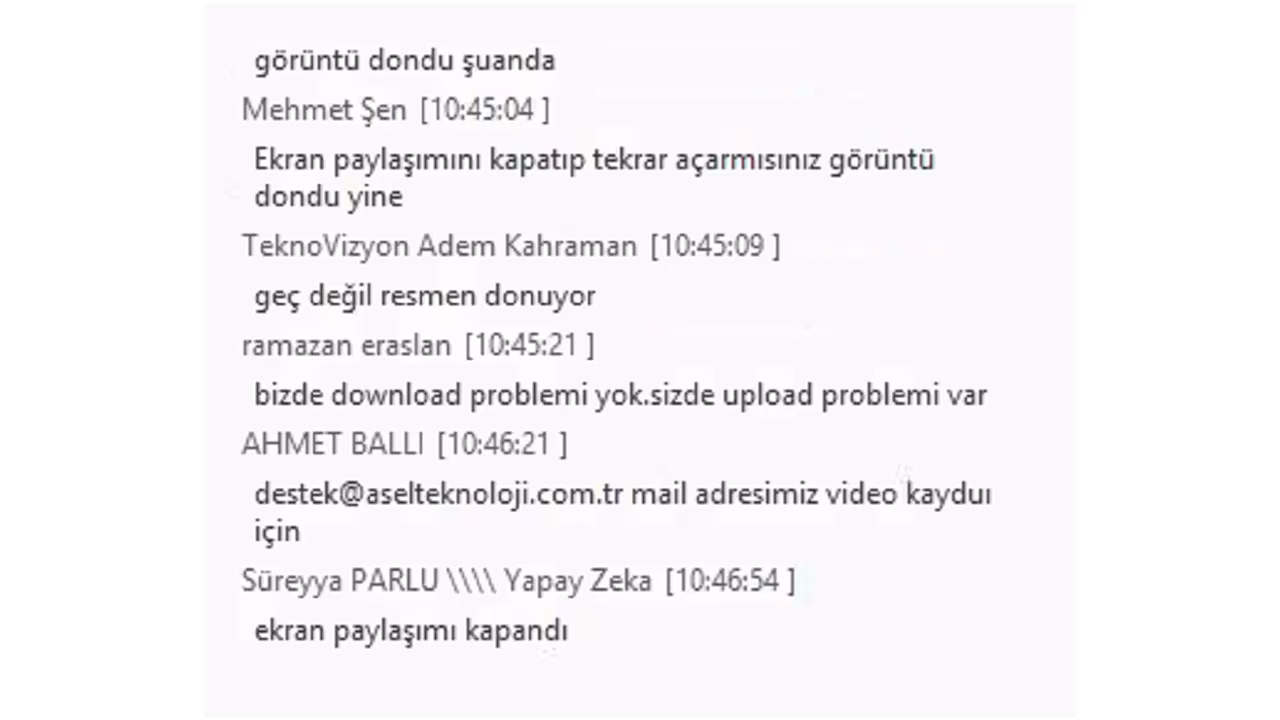 görüntü dondu şuanda
Mehmet Şen [10:45:04 ]
Ekran paylaşımını kapatıp tekrar açarmısınız görüntü
dondu yine
TeknoVizyon Adem Kahraman [10:45:09 ]
geç değil resmen donuyor
ramazan eraslan [10:45:21 ]
bizde download problemi yok.sizde upload problemi var
AHMET BALLI [10:46:21 ]
destek@aselteknoloji.com.tr mail adresimiz video kayduı
için
Süreyya PARLU \\\\ Yapay Zeka [10:46:54 ]
ekran paylaşımı kapandı